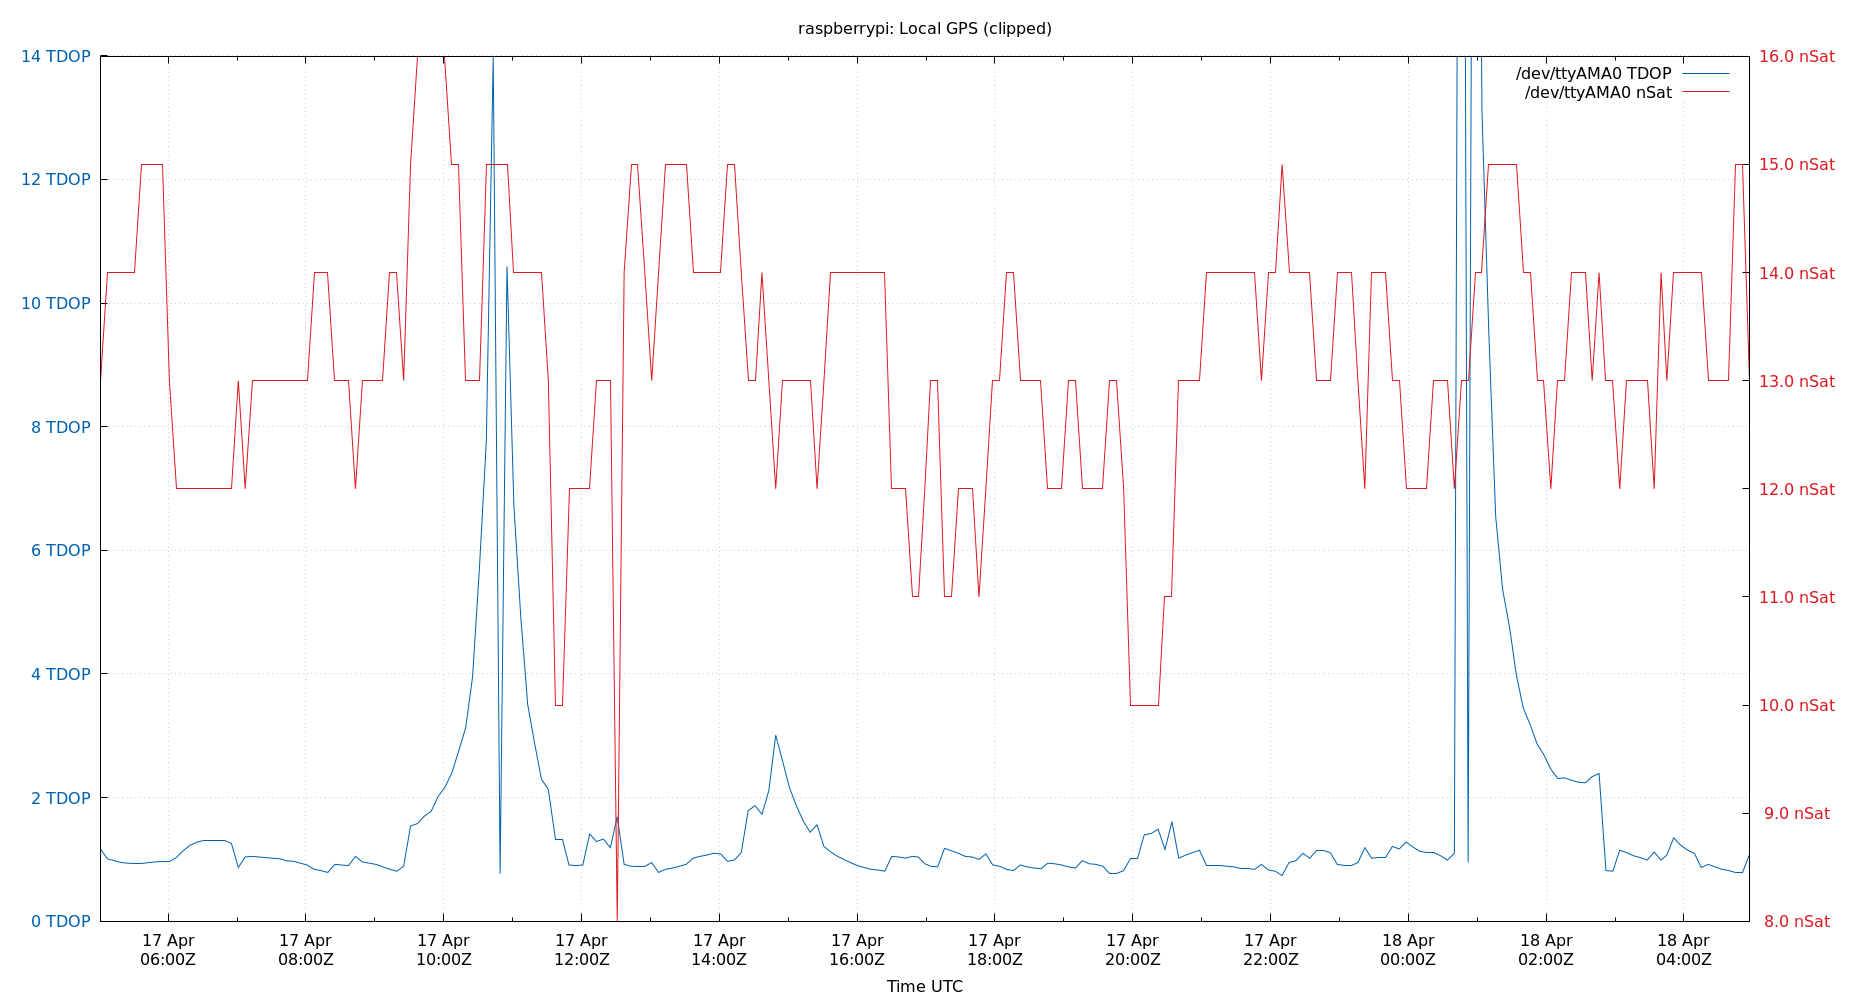 raspberrypi: Local GPS (clipped)
14 TDOP
12 TDOP
10 TDOP
8 TDOP
6 TDOP
4 TDOP
2 TDOP
0 TDOP
16.0 nSat
15.0 nSat
14.0 nSat
13.0 nSat
12.0 nSat
11.0 nSat
10.0 nSat
9.0 nSat
8.0 nSat
/dev/ttyAMA0 TDOP
/dev/ttyAMA0 nSat
17 Apr
06:00Z
17 Apr
08:00Z
17 Apr
10:00Z
17 Apr
12:00Z
17 Apr
14:00Z
17 Apr
16:00Z
17 Apr
18:00Z
17 Apr
20:00Z
17 Apr
22:00Z
18 Apr
00:00Z
18 Apr
02:00Z
18 Apr
04:00Z
Time UTC